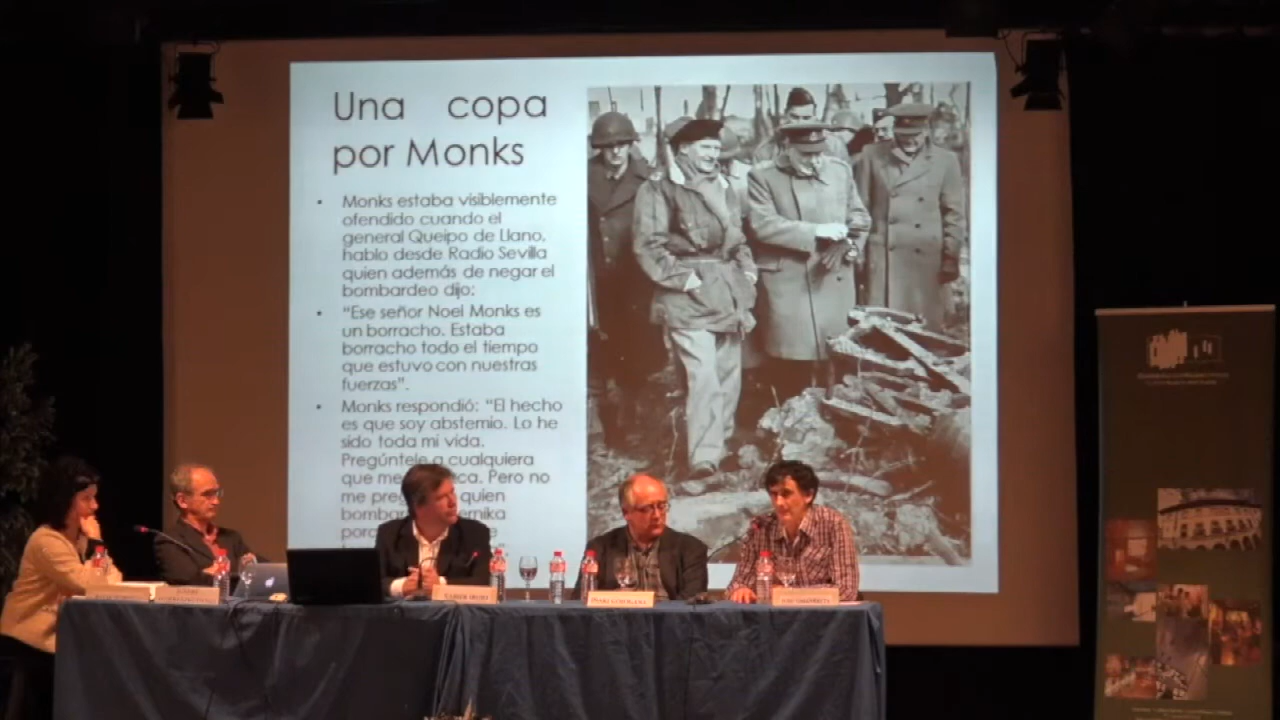 Una copa
por Monks
• Monks estaba visiblemente
ofendido cuando el
general Queipo de Llano,
hablo desde Radio Sevilla
quien además de negar el
bombardeo dijo:
• “Ese señor Noel Monks es
un borracho. Estaba
borracho todo el tiempo
que estuvo con nuestras
fuerzas”.
• Monks respondió: “El hecho
es que soy abstemio. Lo he
sido toda mi vida.
Pregúntele a cualquiera
que me
Pero no
me
quien